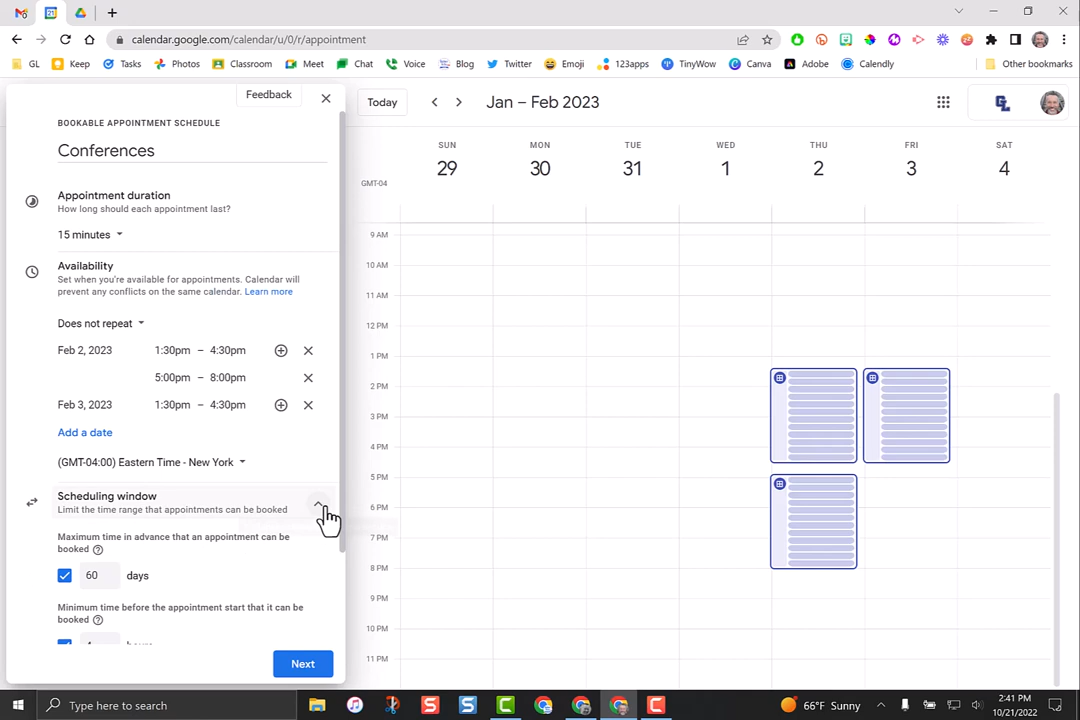 calendar.google.com/calendar/u/0/r/appointment
GL
Keep
Tasks
Photos
Classroom
Meet
Chat
Voice
Blog
Twitter
Emoji
123apps
TinyWow
Canva
Adobe
Calendly
Other bookmarks
Feedback
BOOKABLE APPOINTMENT SCHEDULE
Conferences
Appointment duration
How long should each appointment last?
15 minutes
Availability
Set when you're available for appointments. Calendar will
prevent any conflicts on the same calendar. Learn more
Does not repeat
Feb 2, 2023 1:30pm – 4:30pm
5:00pm – 8:00pm
Feb 3, 2023 1:30pm – 4:30pm
Add a date
(GMT-04:00) Eastern Time - New York
Scheduling window
Limit the time range that appointments can be booked
Maximum time in advance that an appointment can be
booked
60 days
Minimum time before the appointment start that it can be
booked
Next
Today
Jan – Feb 2023
GL
SUN MON TUE WED THU FRI SAT
29 30 31 1 2 3 4
GMT-04
9 AM
10 AM
11 AM
12 PM
1 PM
2 PM
3 PM
4 PM
5 PM
6 PM
7 PM
8 PM
9 PM
10 PM
11 PM
Type here to search
66°F Sunny
2:41 PM
10/21/2022